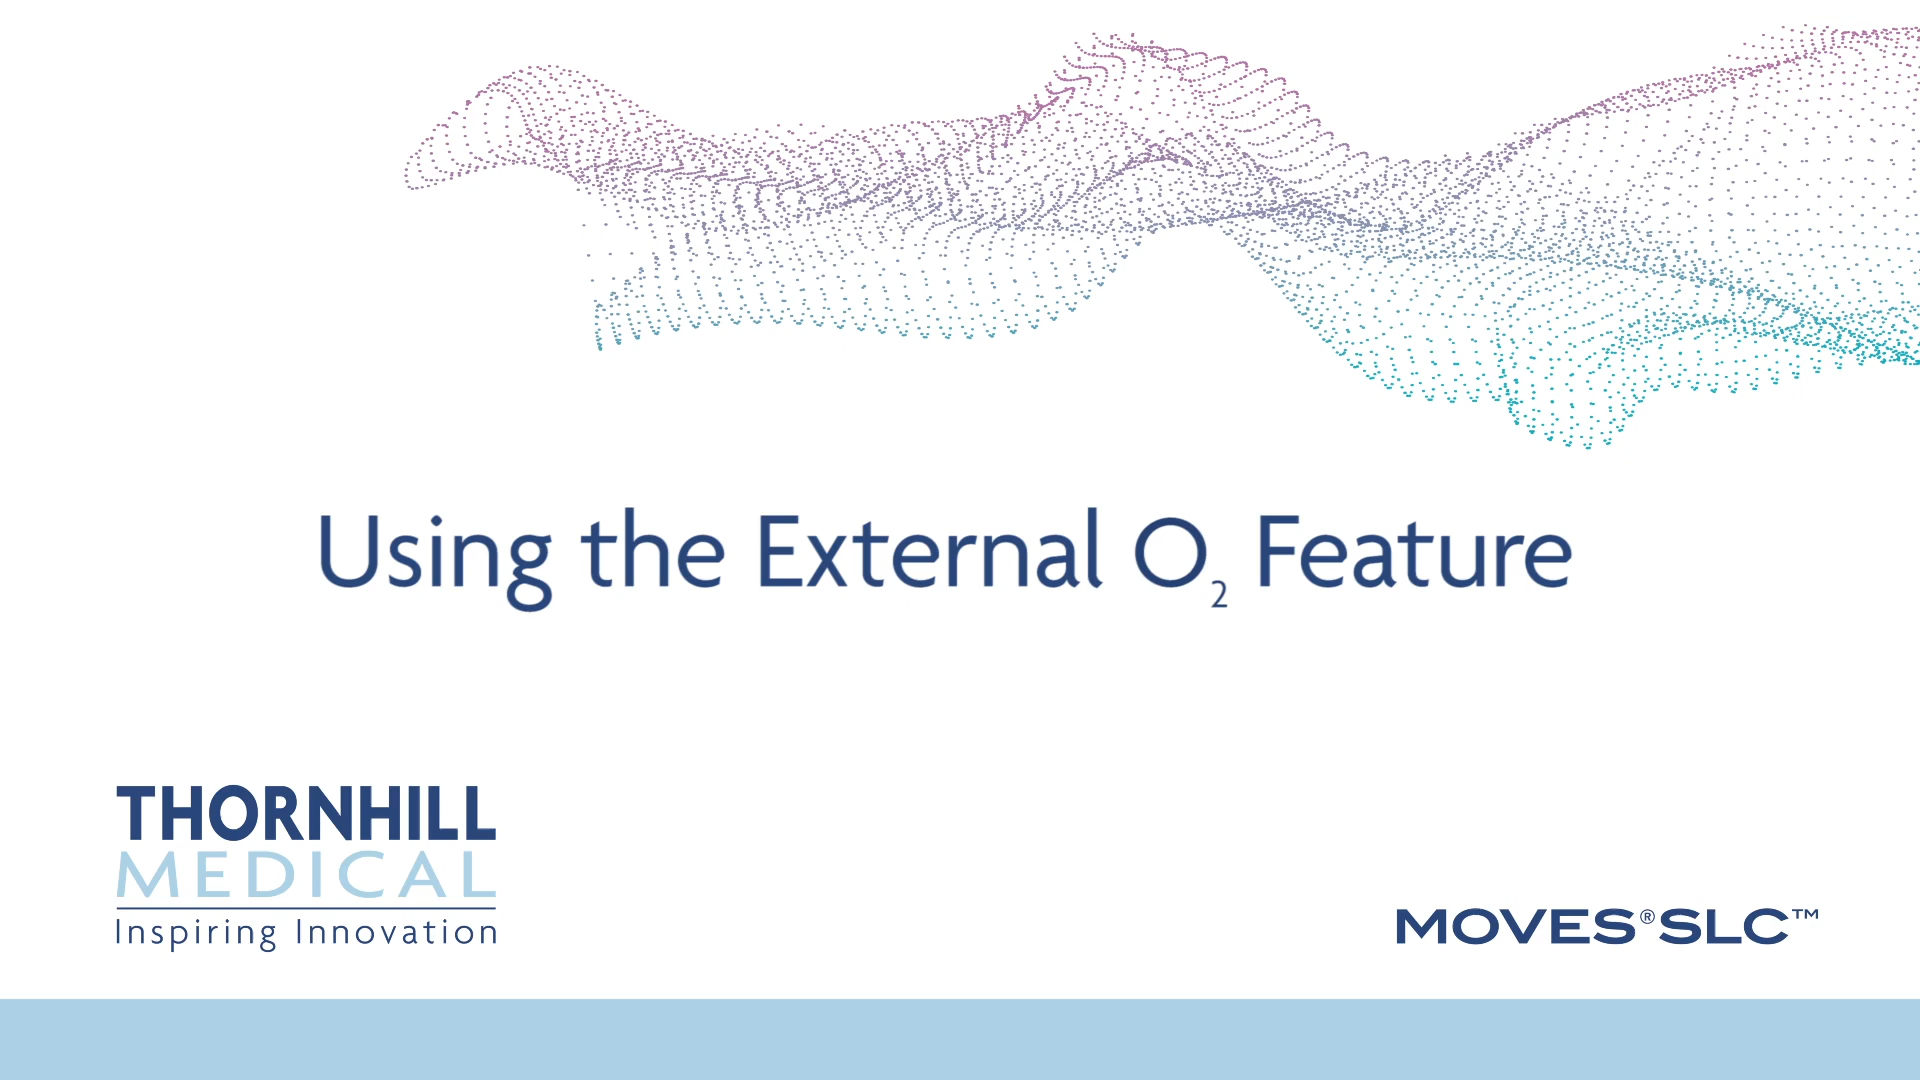 Using the External O₂ Feature
THORNHILL
MEDICAL
Inspiring Innovation
MOVES®SLC™